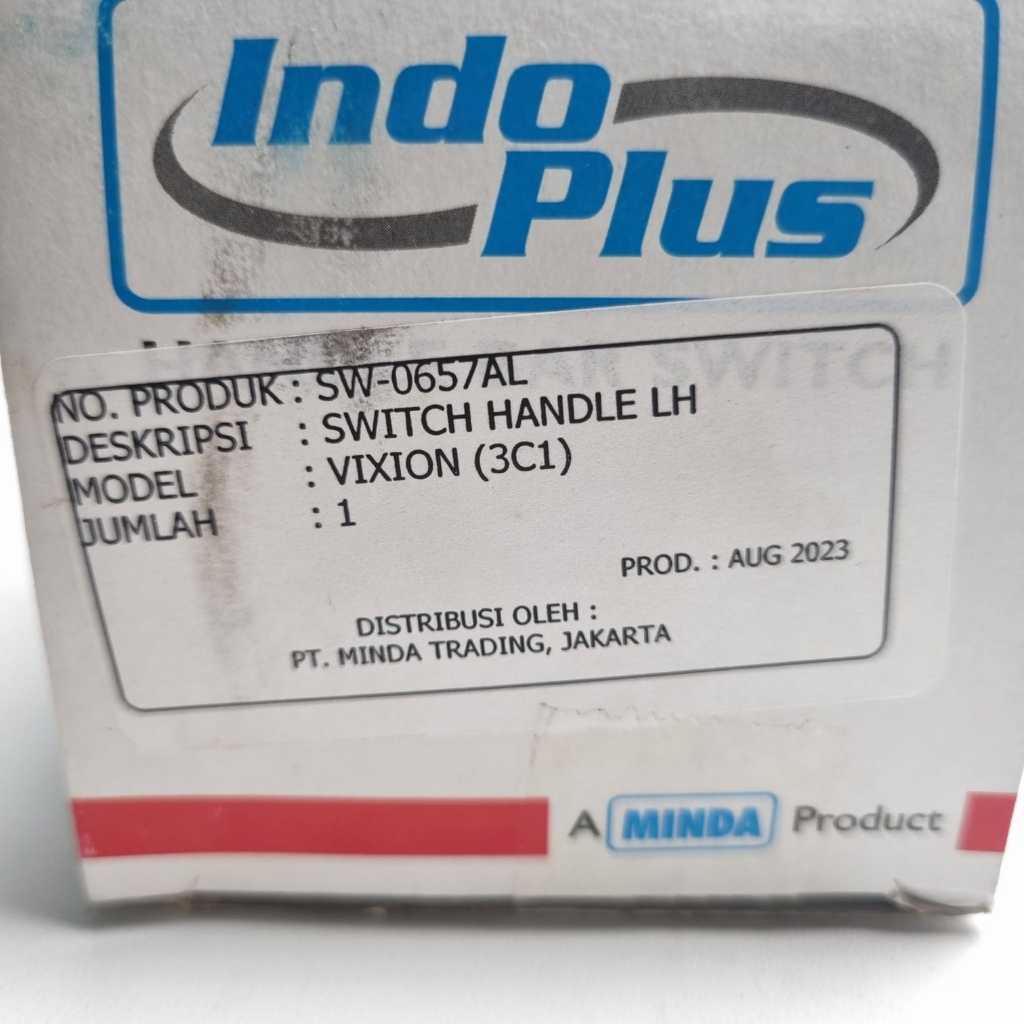 Indo
Plus
SWITCH
NO. PRODUK : SW-0657AL
DESKRIPSI : SWITCH HANDLE LH
MODEL : VIXION (3C1)
JUMLAH : 1
PROD. : AUG 2023
DISTRIBUSI OLEH :
PT. MINDA TRADING, JAKARTA
A MINDA Product